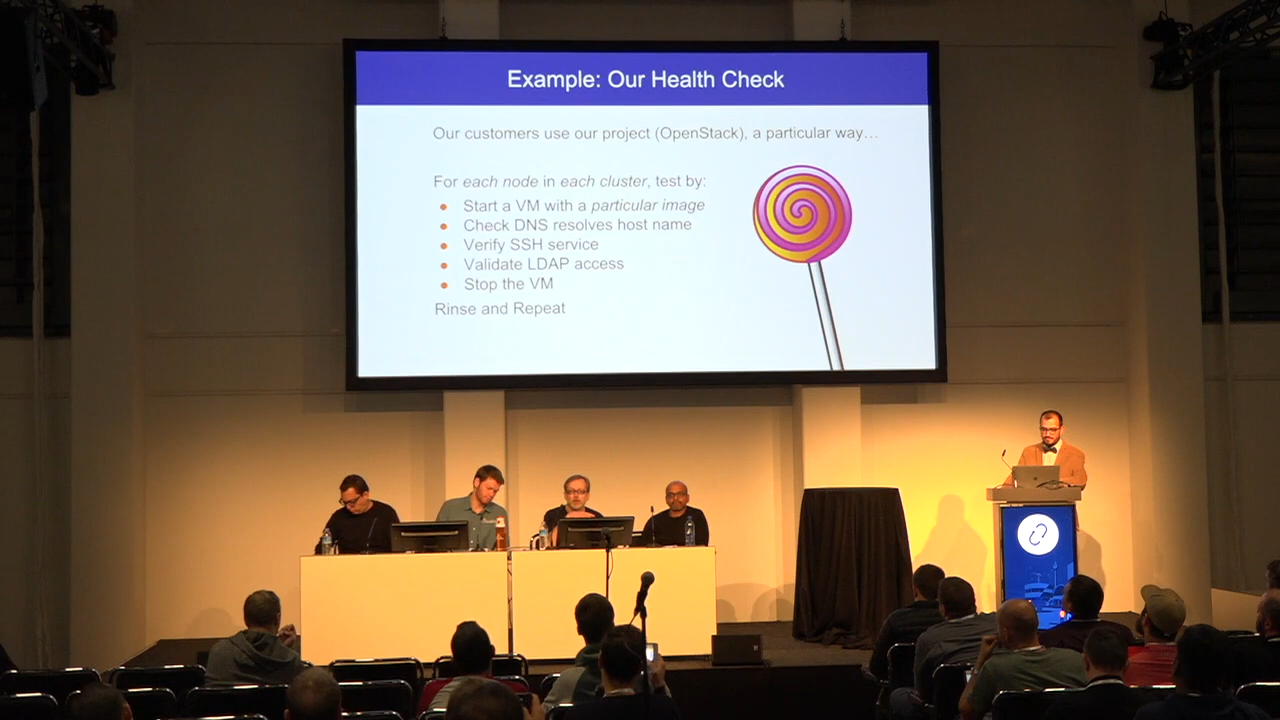 Example: Our Health Check
Our customers use our project (OpenStack), a particular way…
For each node in each cluster, test by:
● Start a VM with a particular image
● Check DNS resolves host name
● Verify SSH service
● Validate LDAP access
● Stop the VM
Rinse and Repeat